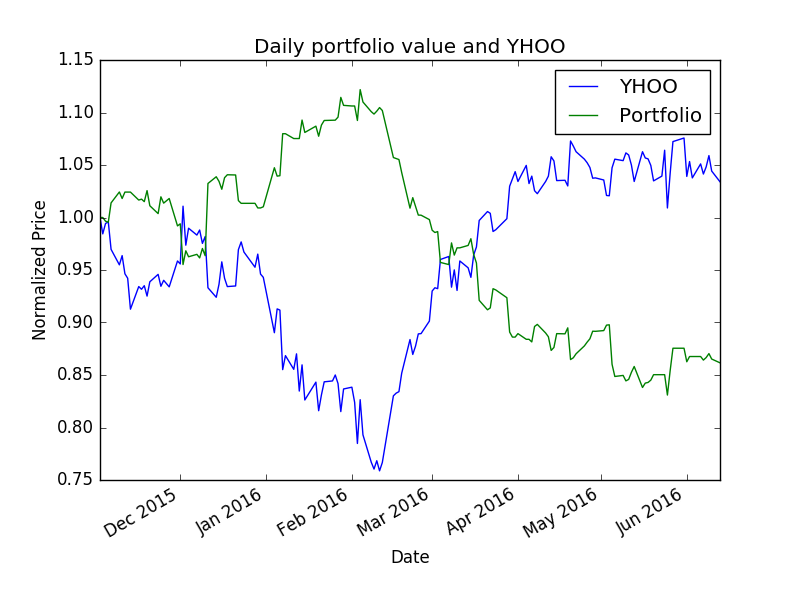 Daily portfolio value and YHOO
YHOO
Portfolio
1.15
1.10
1.05
1.00
0.95
0.90
0.85
0.80
0.75
Normalized Price
Dec 2015
Jan 2016
Feb 2016
Mar 2016
Apr 2016
May 2016
Jun 2016
Date